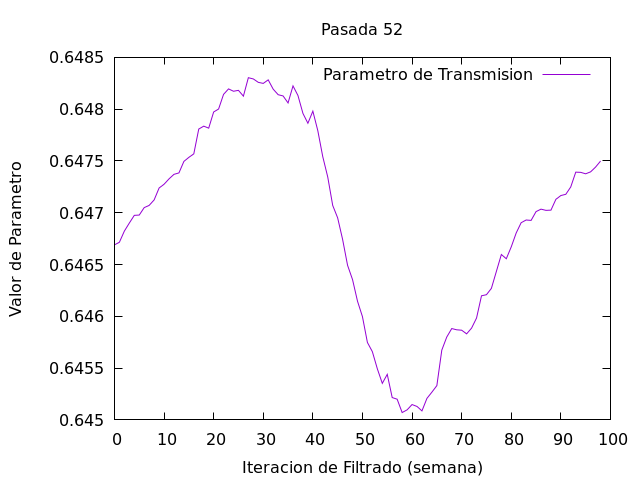 Pasada 52
Parametro de Transmision
0.6485
0.648
0.6475
0.647
0.6465
0.646
0.6455
0.645
Valor de Parametro
0 10 20 30 40 50 60 70 80 90 100
Iteracion de Filtrado (semana)